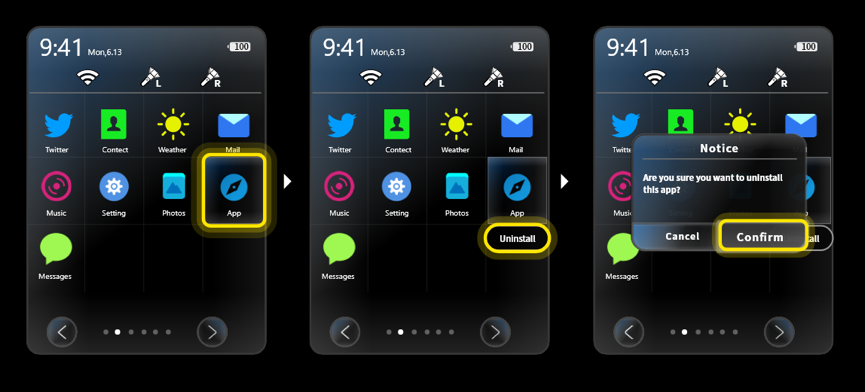 9:41 Mon,6.13 100
L R
Twitter Contect Weather Mail
Music Setting Photos App
Messages
9:41 Mon,6.13 100
L R
Twitter Contect Weather Mail
Music Setting Photos App
Uninstall
Messages
9:41 Mon,6.13 100
L R
Notice
Are you sure you want to uninstall
this app?
Cancel Confirm
Messages